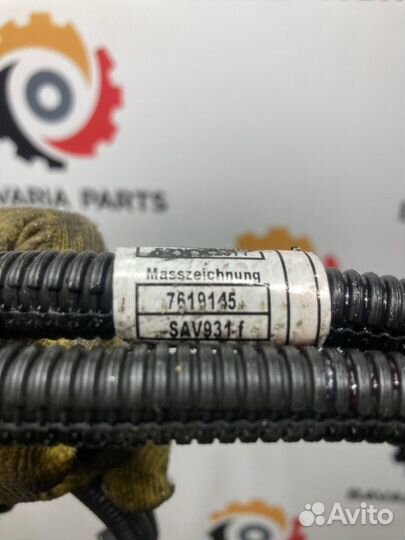 BAVARIA PARTS
Masszeichnung
7619145
SAV931-f
Avito